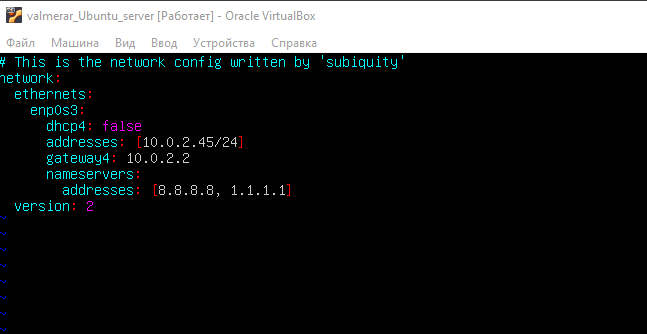 valmerar_Ubuntu_server [Работает] - Oracle VirtualBox
Файл Машина Вид Ввод Устройства Справка
# This is the network config written by 'subiquity'
network:
  ethernets:
    enp0s3:
      dhcp4: false
      addresses: [10.0.2.45/24]
      gateway4: 10.0.2.2
      nameservers:
        addresses: [8.8.8.8, 1.1.1.1]
  version: 2
~
~
~
~
~
~
~
~